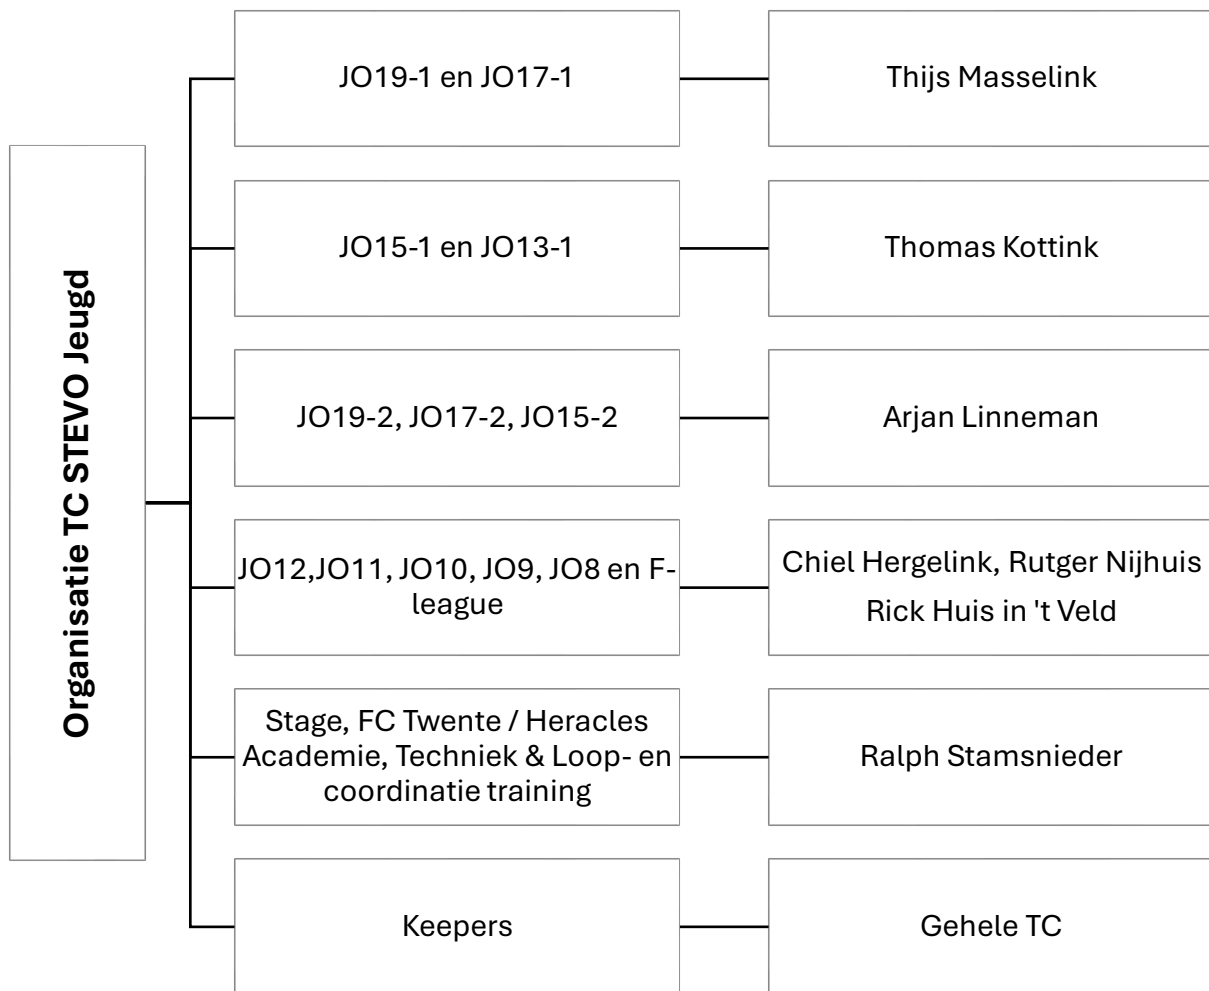 Organisatie TC STEVO Jeugd
JO19-1 en JO17-1
Thijs Masselink
JO15-1 en JO13-1
Thomas Kottink
JO19-2, JO17-2, JO15-2
Arjan Linneman
JO12,JO11, JO10, JO9, JO8 en F-
league
Chiel Hergelink, Rutger Nijhuis
Rick Huis in 't Veld
Stage, FC Twente / Heracles
Academie, Techniek & Loop- en
coordinatie training
Ralph Stamsnieder
Keepers
Gehele TC